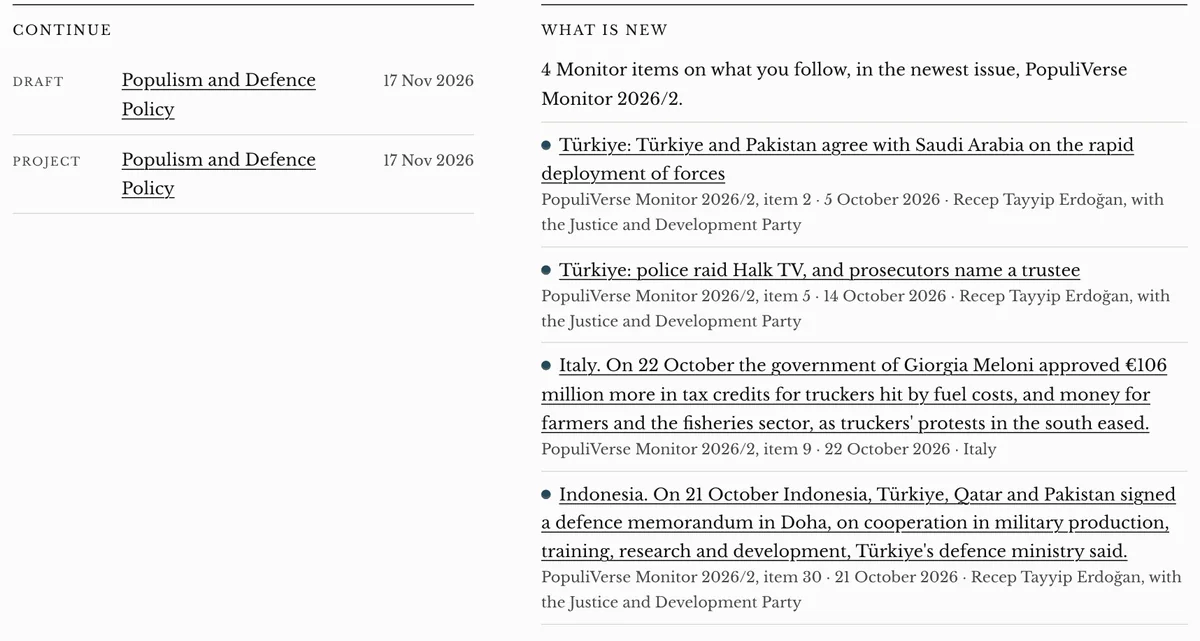 CONTINUE
DRAFT Populism and Defence Policy 17 Nov 2026
PROJECT Populism and Defence Policy 17 Nov 2026
WHAT IS NEW
4 Monitor items on what you follow, in the newest issue, PopuliVerse
Monitor 2026/2.
Türkiye: Türkiye and Pakistan agree with Saudi Arabia on the rapid
deployment of forces
PopuliVerse Monitor 2026/2, item 2 · 5 October 2026 · Recep Tayyip Erdoğan, with
the Justice and Development Party
Türkiye: police raid Halk TV, and prosecutors name a trustee
PopuliVerse Monitor 2026/2, item 5 · 14 October 2026 · Recep Tayyip Erdoğan, with
the Justice and Development Party
Italy. On 22 October the government of Giorgia Meloni approved €106
million more in tax credits for truckers hit by fuel costs, and money for
farmers and the fisheries sector, as truckers' protests in the south eased.
PopuliVerse Monitor 2026/2, item 9 · 22 October 2026 · Italy
Indonesia. On 21 October Indonesia, Türkiye, Qatar and Pakistan signed
a defence memorandum in Doha, on cooperation in military production,
training, research and development, Türkiye's defence ministry said.
PopuliVerse Monitor 2026/2, item 30 · 21 October 2026 · Recep Tayyip Erdoğan, with
the Justice and Development Party